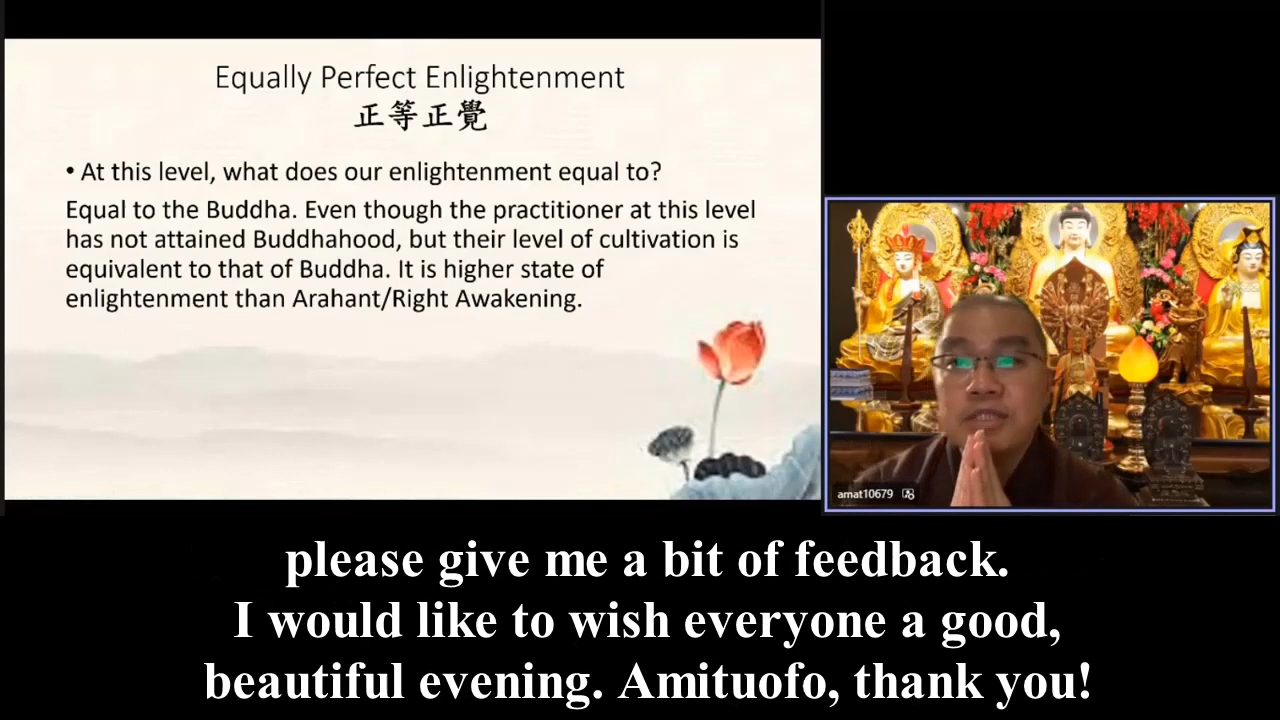 Equally Perfect Enlightenment
正等正覺
• At this level, what does our enlightenment equal to?
Equal to the Buddha. Even though the practitioner at this level
has not attained Buddhahood, but their level of cultivation is
equivalent to that of Buddha. It is higher state of
enlightenment than Arahant/Right Awakening.
amat10679
please give me a bit of feedback.
I would like to wish everyone a good,
beautiful evening. Amituofo, thank you!